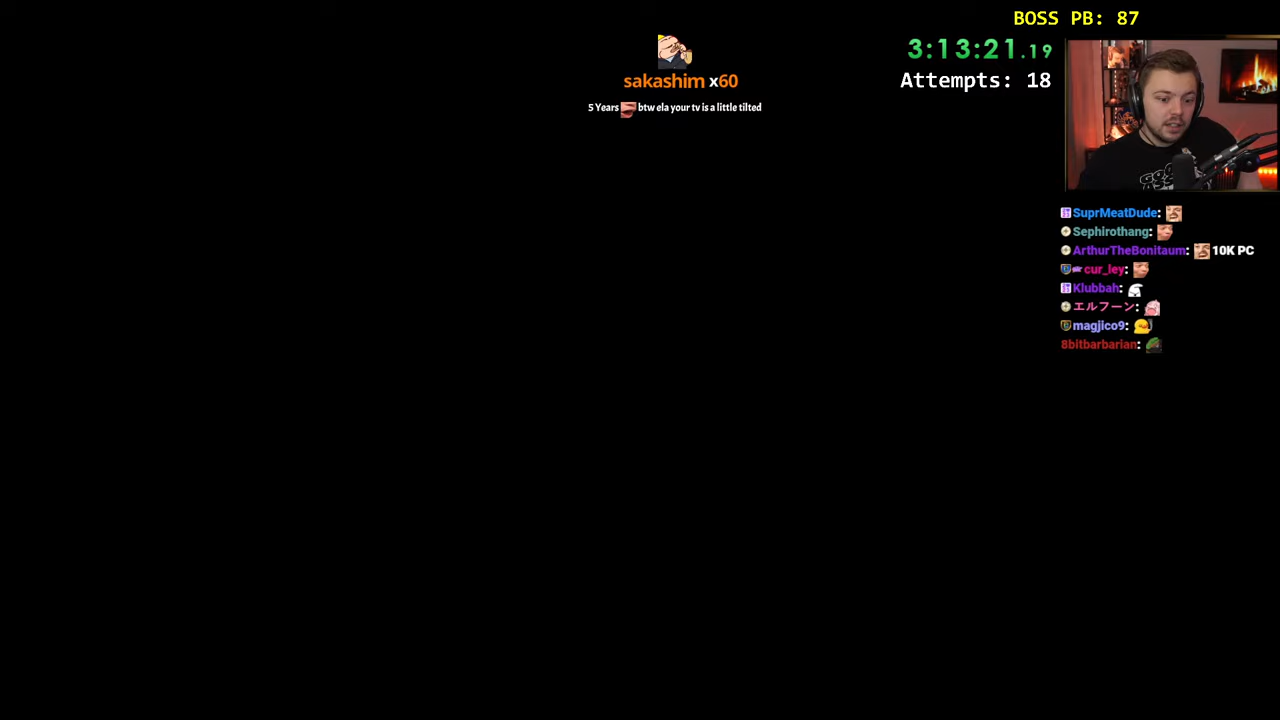 BOSS PB: 87
3:13:21.19
Attempts: 18
sakashim x60
5 Years btw ela your tv is a little tilted
SuprMeatDude:
Sephirothang:
ArthurTheBonitaum: 10K PC
cur_ley:
Klubbah:
エルフーン:
magjico9:
8bitbarbarian: